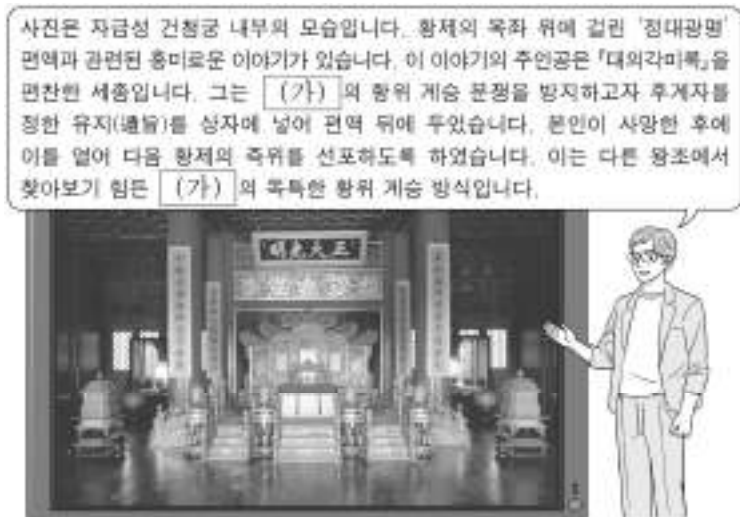 사진은 자금성 건청궁 내부의 모습입니다. 황제의 옥좌 위에 걸린 '정대광명'
편액과 관련된 흥미로운 이야기가 있습니다. 이 이야기의 주인공은 『대의각미록』을
편찬한 세종입니다. 그는 (가) 의 황위 계승 분쟁을 방지하고자 후계자를
정한 유지(遺旨)를 상자에 넣어 편액 뒤에 두었습니다. 본인이 사망한 후에
이를 열어 다음 황제의 즉위를 선포하도록 하였습니다. 이는 다른 왕조에서
찾아보기 힘든 (가) 의 독특한 황위 계승 방식입니다.